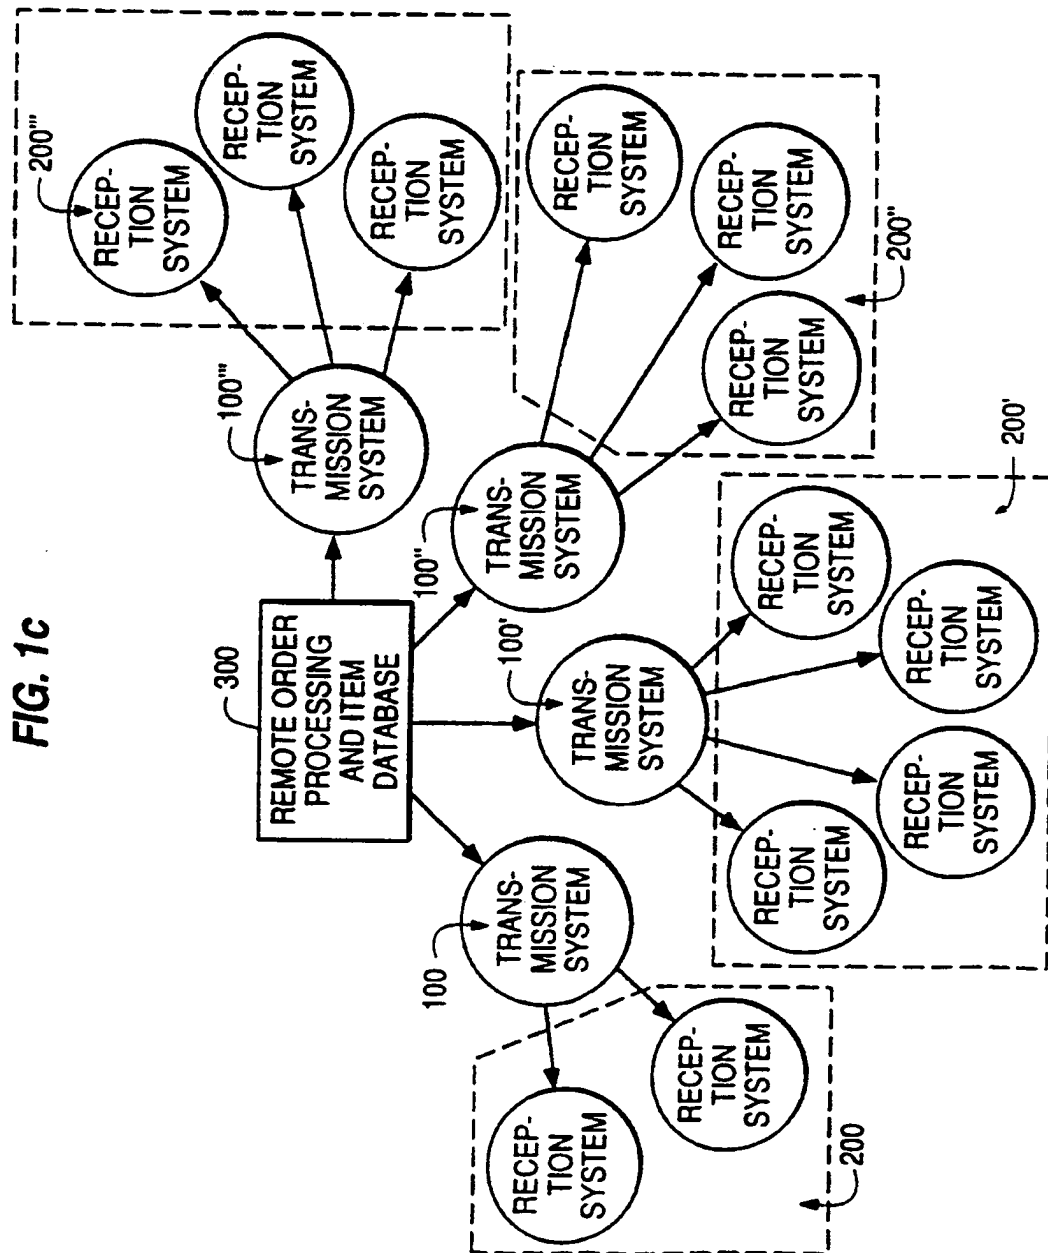 FIG. 1c
300
REMOTE ORDER
PROCESSING
AND ITEM
DATABASE
100
TRANS-
MISSION
SYSTEM
100'
TRANS-
MISSION
SYSTEM
100"
TRANS-
MISSION
SYSTEM
100'''
TRANS-
MISSION
SYSTEM
RECEP-
TION
SYSTEM
RECEP-
TION
SYSTEM
200
RECEP-
TION
SYSTEM
RECEP-
TION
SYSTEM
RECEP-
TION
SYSTEM
RECEP-
TION
SYSTEM
200'
RECEP-
TION
SYSTEM
RECEP-
TION
SYSTEM
RECEP-
TION
SYSTEM
200"
200'''
RECEP-
TION
SYSTEM
RECEP-
TION
SYSTEM
RECEP-
TION
SYSTEM